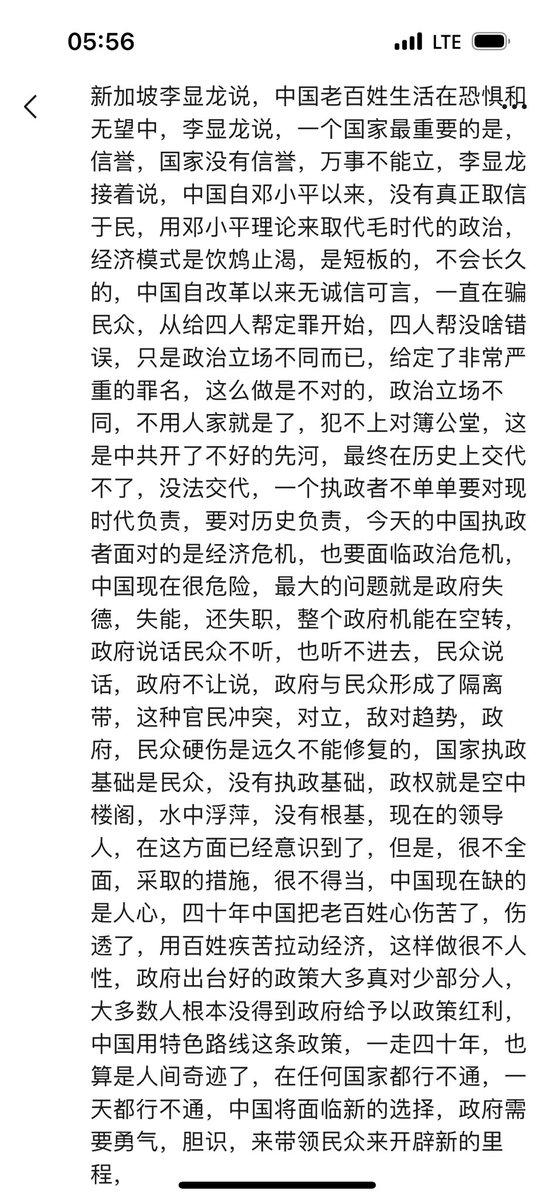 05:56
LTE
新加坡李显龙说，中国老百姓生活在恐惧和
无望中，李显龙说，一个国家最重要的是，
信誉，国家没有信誉，万事不能立，李显龙
接着说，中国自邓小平以来，没有真正取信
于民，用邓小平理论来取代毛时代的政治，
经济模式是饮鸩止渴，是短板的，不会长久
的，中国自改革以来无诚信可言，一直在骗
民众，从给四人帮定罪开始，四人帮没啥错
误，只是政治立场不同而已，给定了非常严
重的罪名，这么做是不对的，政治立场不
同，不用人家就是了，犯不上对簿公堂，这
是中共开了不好的先河，最终在历史上交代
不了，没法交代，一个执政者不单单要对现
时代负责，要对历史负责，今天的中国执政
者面对的是经济危机，也要面临政治危机，
中国现在很危险，最大的问题就是政府失
德，失能，还失职，整个政府机能在空转，
政府说话民众不听，也听不进去，民众说
话，政府不让说，政府与民众形成了隔离
带，这种官民冲突，对立，敌对趋势，政
府，民众硬伤是远久不能修复的，国家执政
基础是民众，没有执政基础，政权就是空中
楼阁，水中浮萍，没有根基，现在的领导
人，在这方面已经意识到了，但是，很不全
面，采取的措施，很不得当，中国现在缺的
是人心，四十年中国把老百姓心伤苦了，伤
透了，用百姓疾苦拉动经济，这样做很不人
性，政府出台好的政策大多真对少部分人，
大多数人根本没得到政府给予以政策红利，
中国用特色路线这条政策，一走四十年，也
算是人间奇迹了，在任何国家都行不通，一
天都行不通，中国将面临新的选择，政府需
要勇气，胆识，来带领民众来开辟新的里
程，